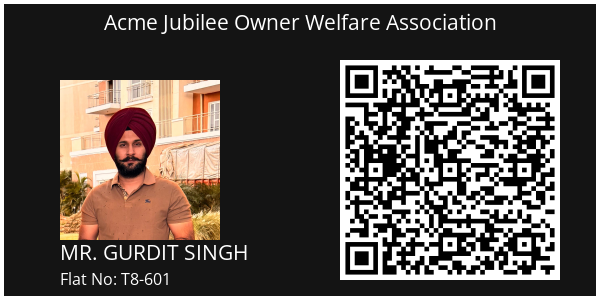 Acme Jubilee Owner Welfare Association
MR. GURDIT SINGH
Flat No: T8-601